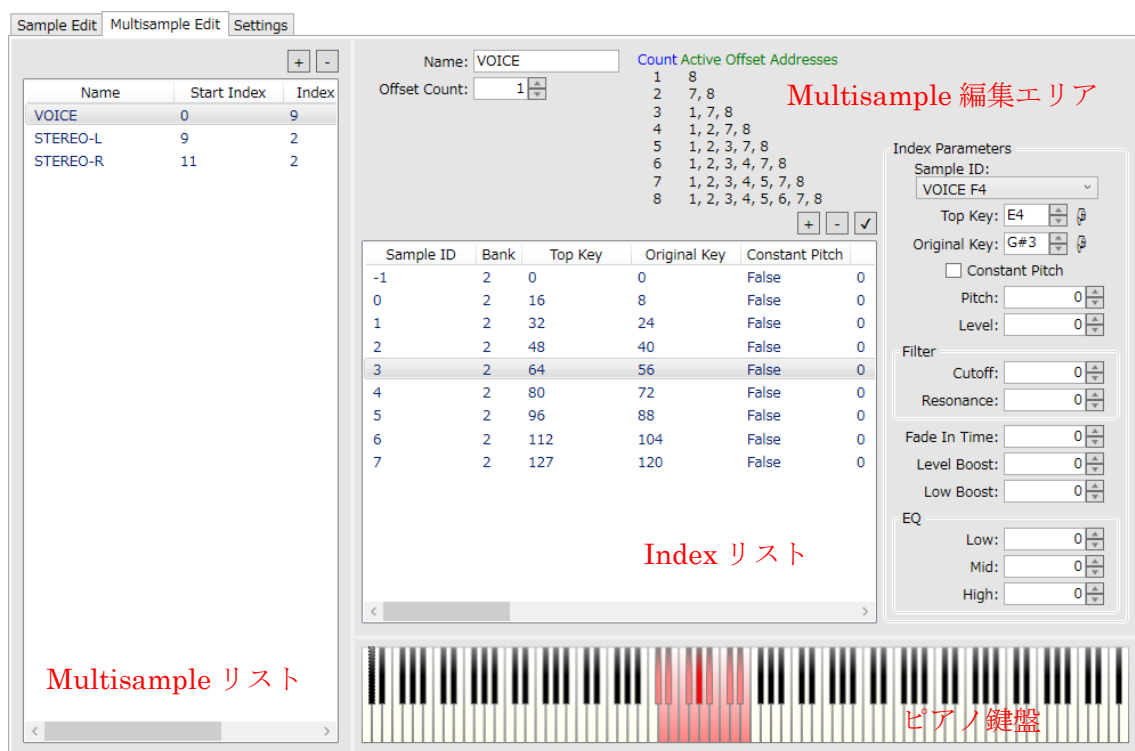 Sample Edit Multisample Edit Settings
+ -
Name Start Index Index
VOICE 0 9
STEREO-L 9 2
STEREO-R 11 2
Multisample リスト
Name: VOICE
Offset Count: 1
Count Active Offset Addresses
1 8
2 7, 8
3 1, 7, 8
4 1, 2, 7, 8
5 1, 2, 3, 7, 8
6 1, 2, 3, 4, 7, 8
7 1, 2, 3, 4, 5, 7, 8
8 1, 2, 3, 4, 5, 6, 7, 8
Multisample 編集エリア
+ - ✓
Sample ID Bank Top Key Original Key Constant Pitch
-1 2 0 0 False 0
0 2 16 8 False 0
1 2 32 24 False 0
2 2 48 40 False 0
3 2 64 56 False 0
4 2 80 72 False 0
5 2 96 88 False 0
6 2 112 104 False 0
7 2 127 120 False 0
Index リスト
Index Parameters
Sample ID:
VOICE F4
Top Key: E4
Original Key: G#3
Constant Pitch
Pitch: 0
Level: 0
Filter
Cutoff: 0
Resonance: 0
Fade In Time: 0
Level Boost: 0
Low Boost: 0
EQ
Low: 0
Mid: 0
High: 0
ピアノ鍵盤